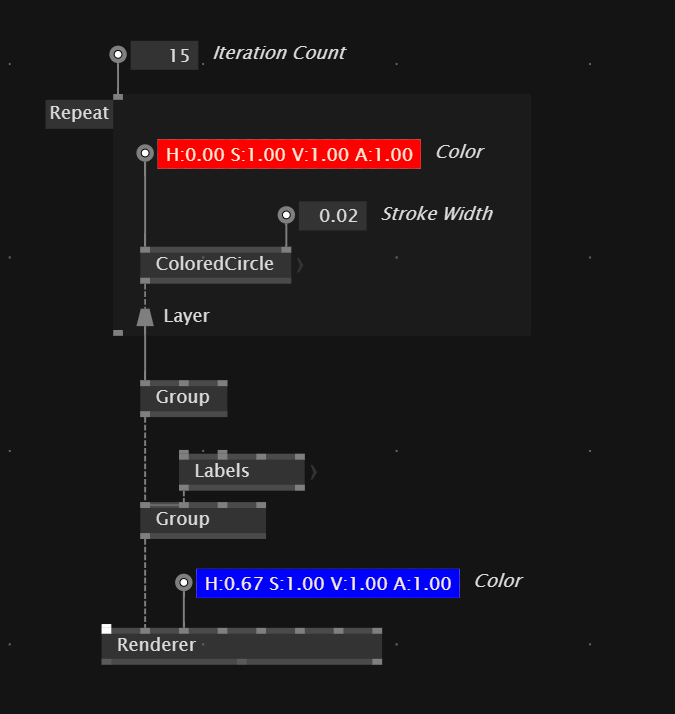 15 Iteration Count
Repeat
H:0.00 S:1.00 V:1.00 A:1.00 Color
0.02 Stroke Width
ColoredCircle
Layer
Group
Labels
Group
H:0.67 S:1.00 V:1.00 A:1.00 Color
Renderer